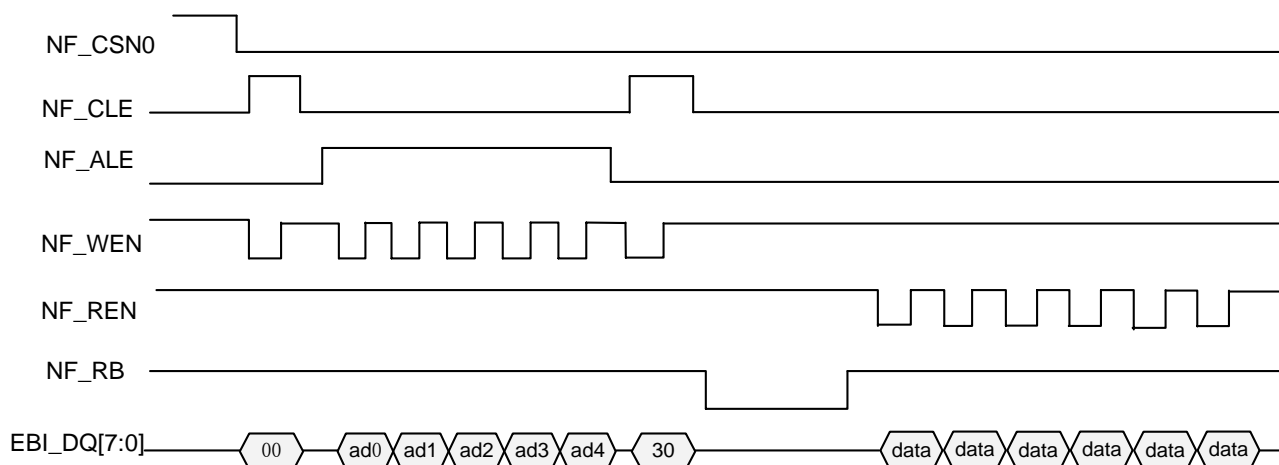 NF_CSN0
NF_CLE
NF_ALE
NF_WEN
NF_REN
NF_RB
EBI_DQ[7:0] 00 ad0 ad1 ad2 ad3 ad4 30 data data data data data data